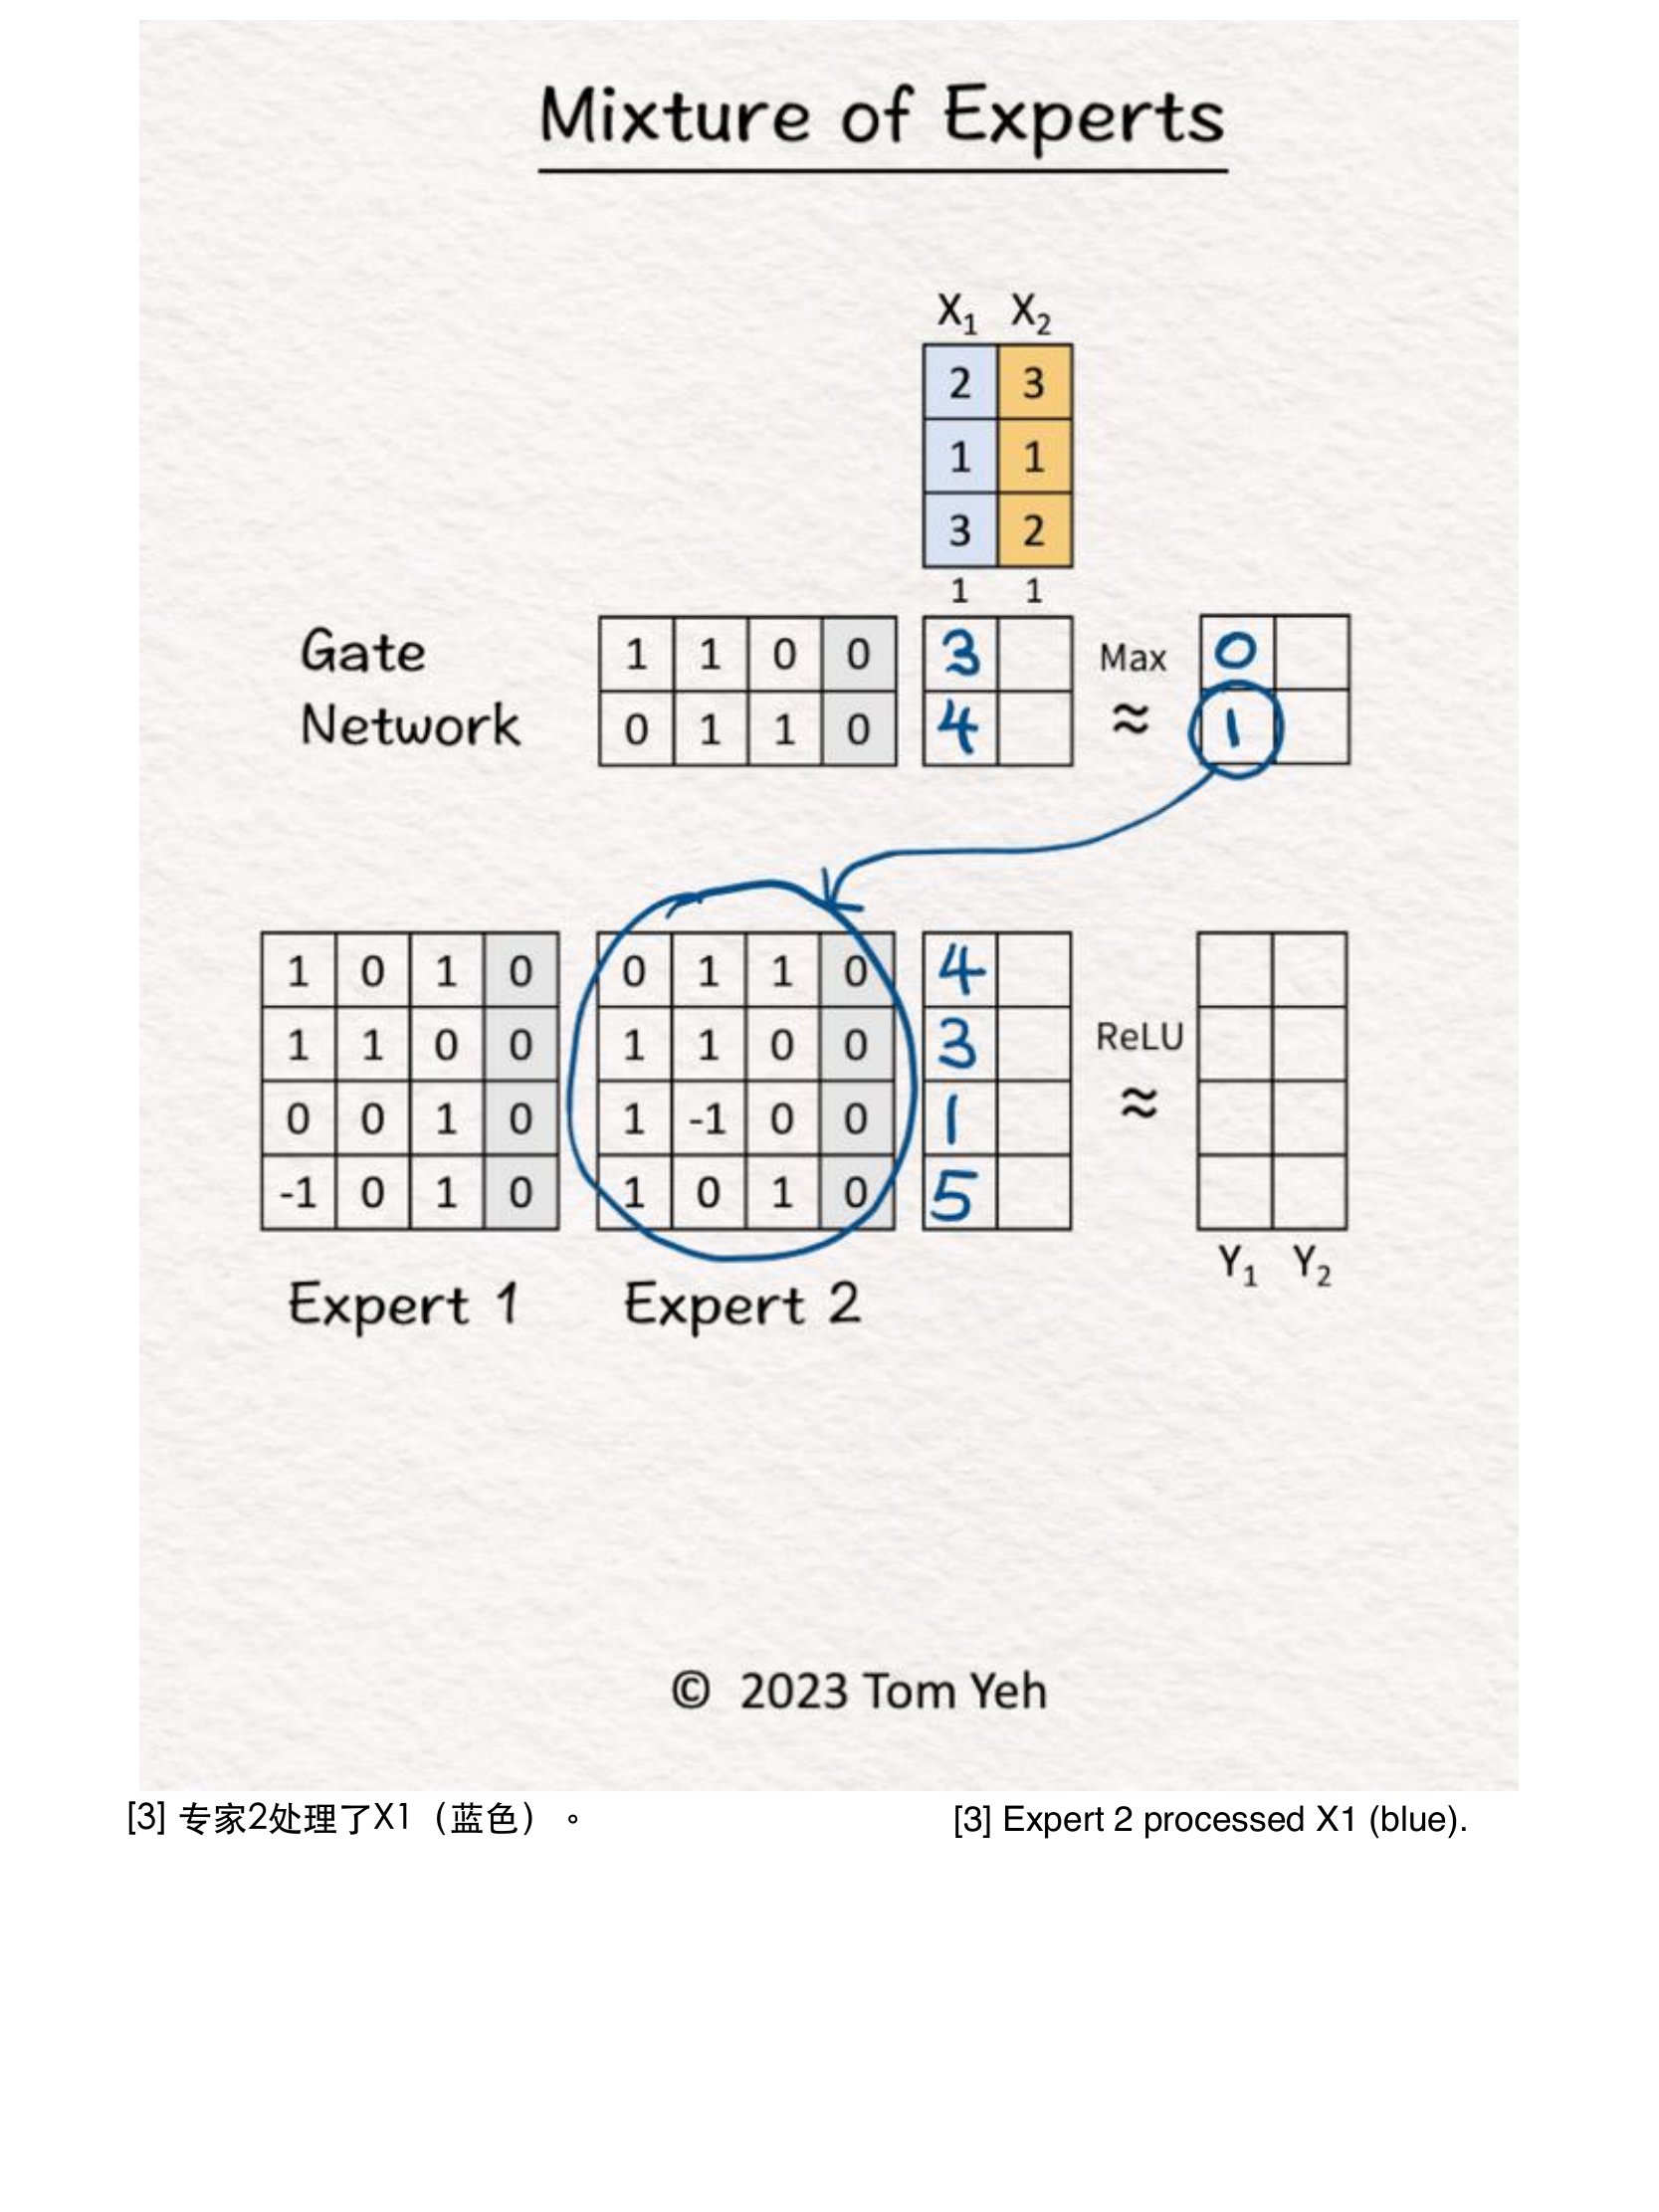 Mixture of Experts
X₁ X₂
2 3
1 1
3 2
1 1
Gate
Network
1 1 0 0 3 Max 0
0 1 1 0 4 ≈ 1
1 0 1 0 0 1 1 0 4
1 1 0 0 1 1 0 0 3 ReLU
0 0 1 0 1 -1 0 0 1 ≈
-1 0 1 0 1 0 1 0 5
Y₁ Y₂
Expert 1 Expert 2
© 2023 Tom Yeh
[3] 专家2处理了X1（蓝色）。
[3] Expert 2 processed X1 (blue).